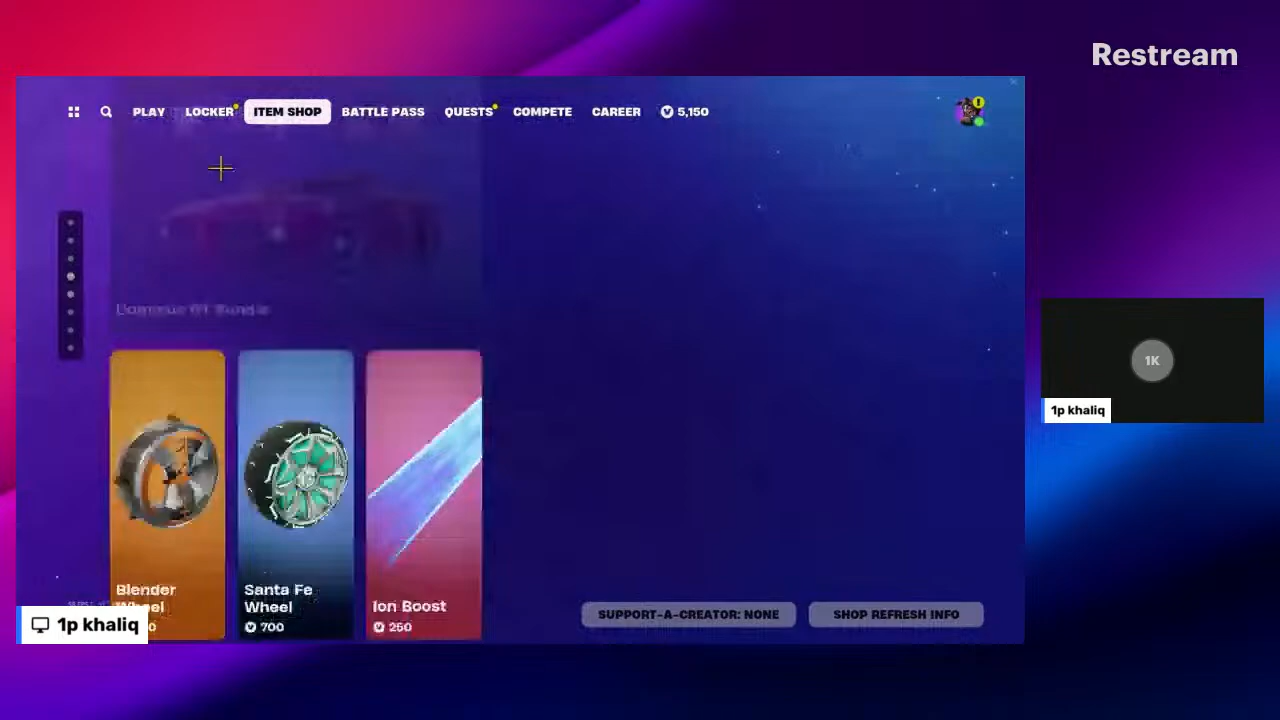 Restream
PLAY LOCKER ITEM SHOP BATTLE PASS QUESTS COMPETE CAREER 5,150
Blender
Santa Fe
Wheel
700
Ion Boost
250
SUPPORT-A-CREATOR: NONE
SHOP REFRESH INFO
1p khaliq
1K
1p khaliq